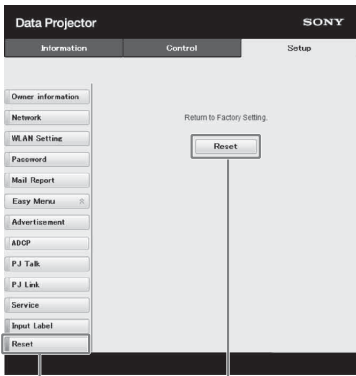 Data Projector
SONY
Information
Control
Setup
Owner information
Network
WLAN Setting
Password
Mail Report
Easy Menu
Advertisement
ADCP
PJ Talk
PJ Link
Service
Input Label
Reset
Return to Factory Setting.
Reset